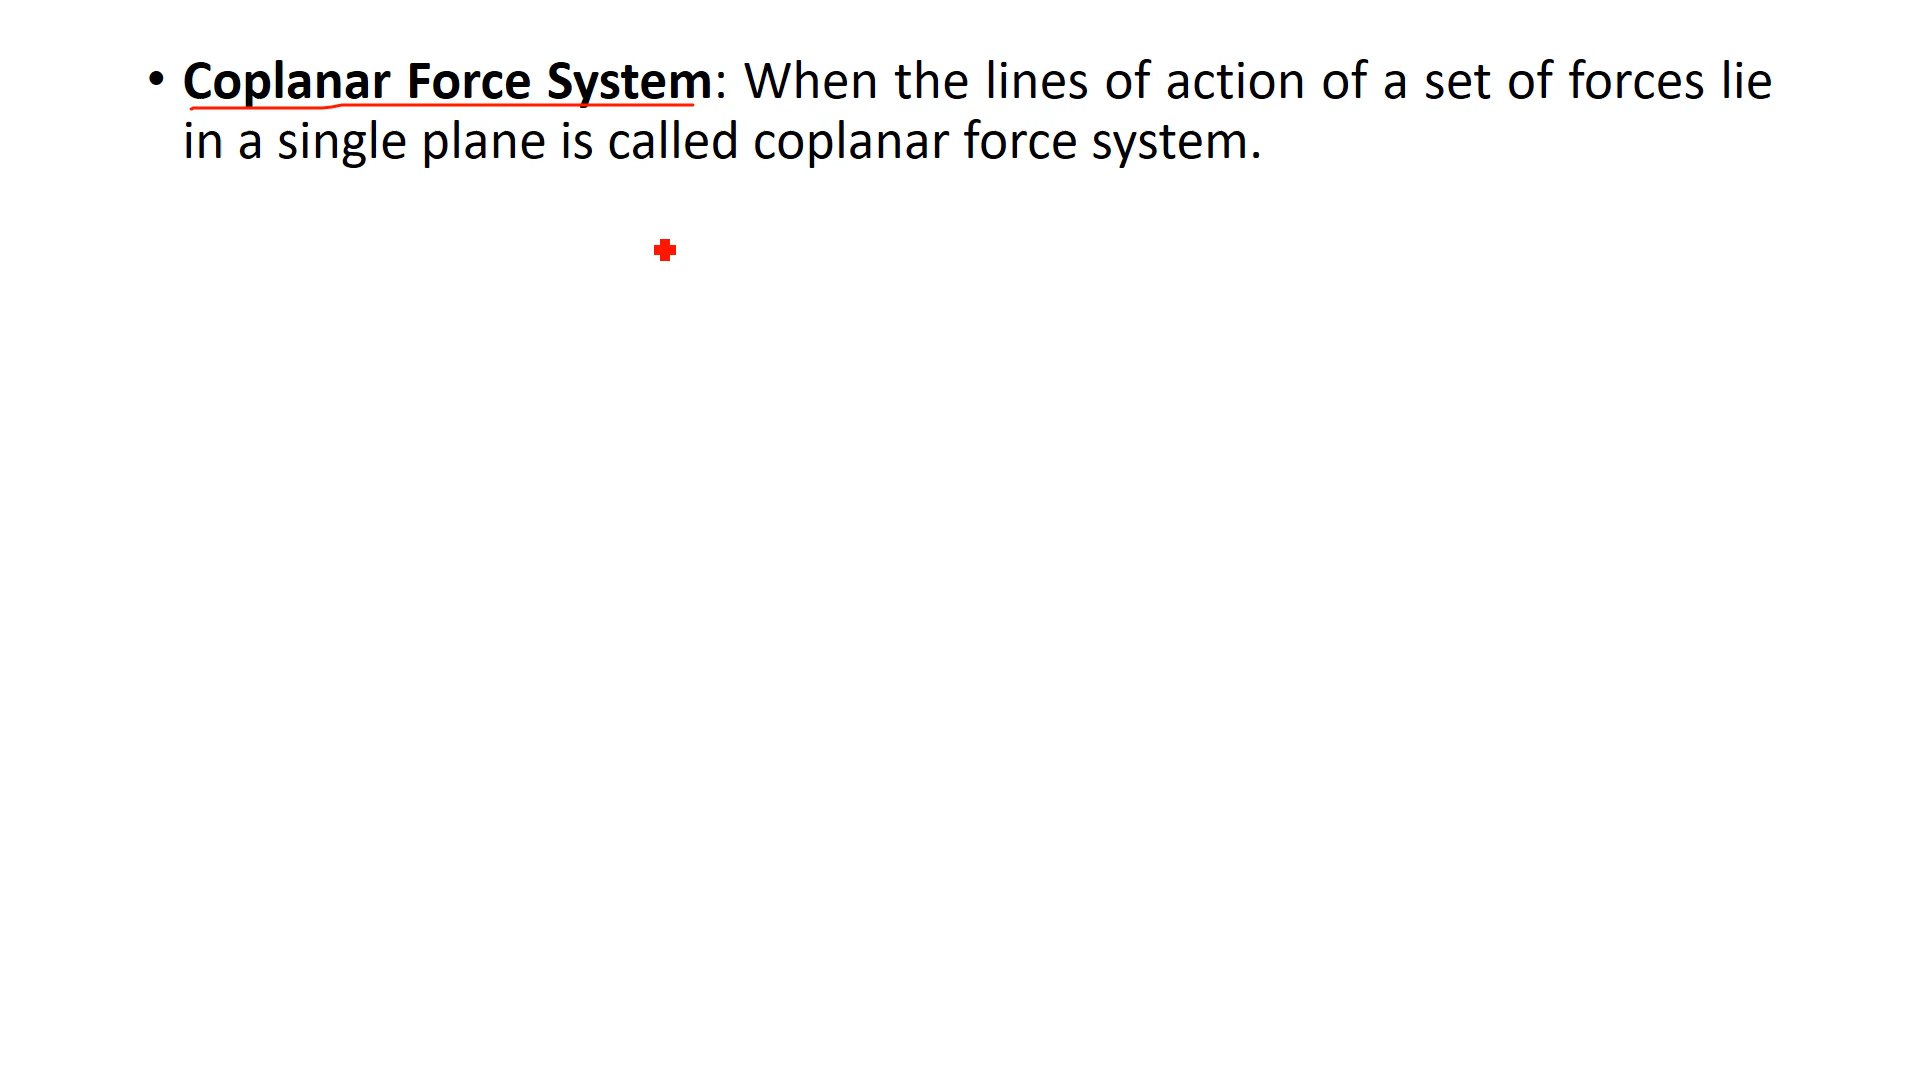 • Coplanar Force System: When the lines of action of a set of forces lie
in a single plane is called coplanar force system.